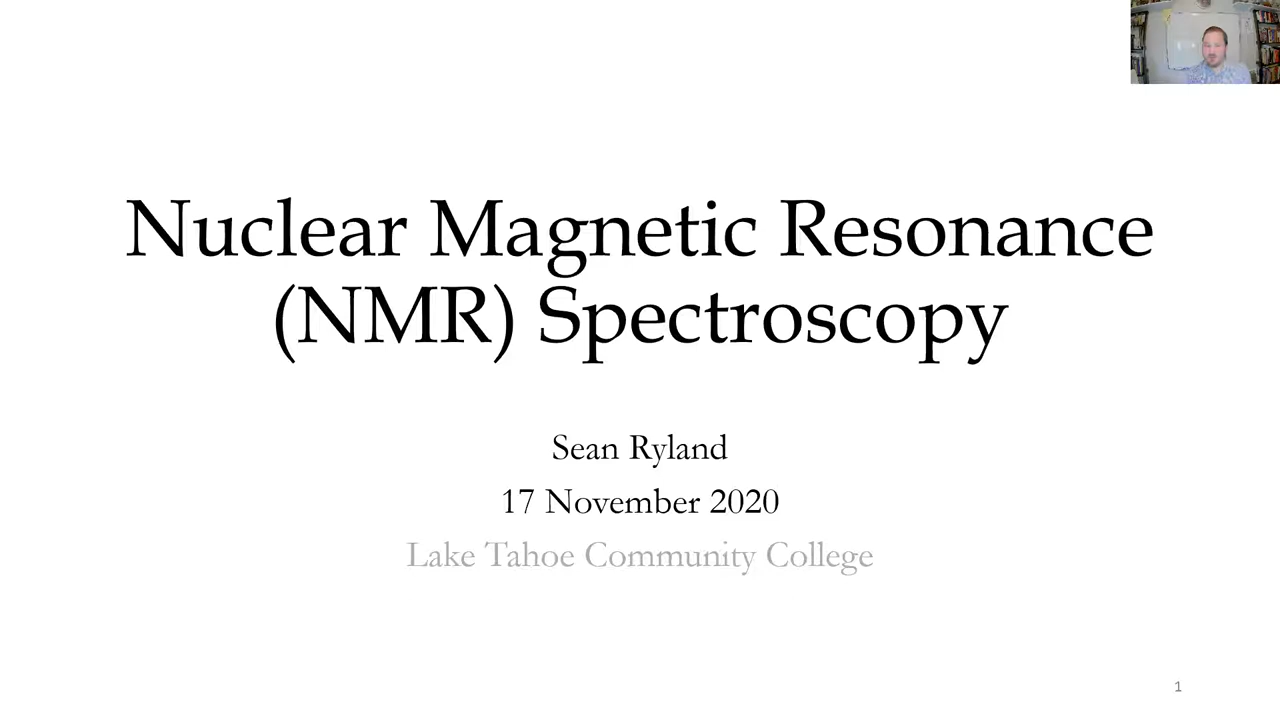 Nuclear Magnetic Resonance
(NMR) Spectroscopy
Sean Ryland
17 November 2020
Lake Tahoe Community College
1